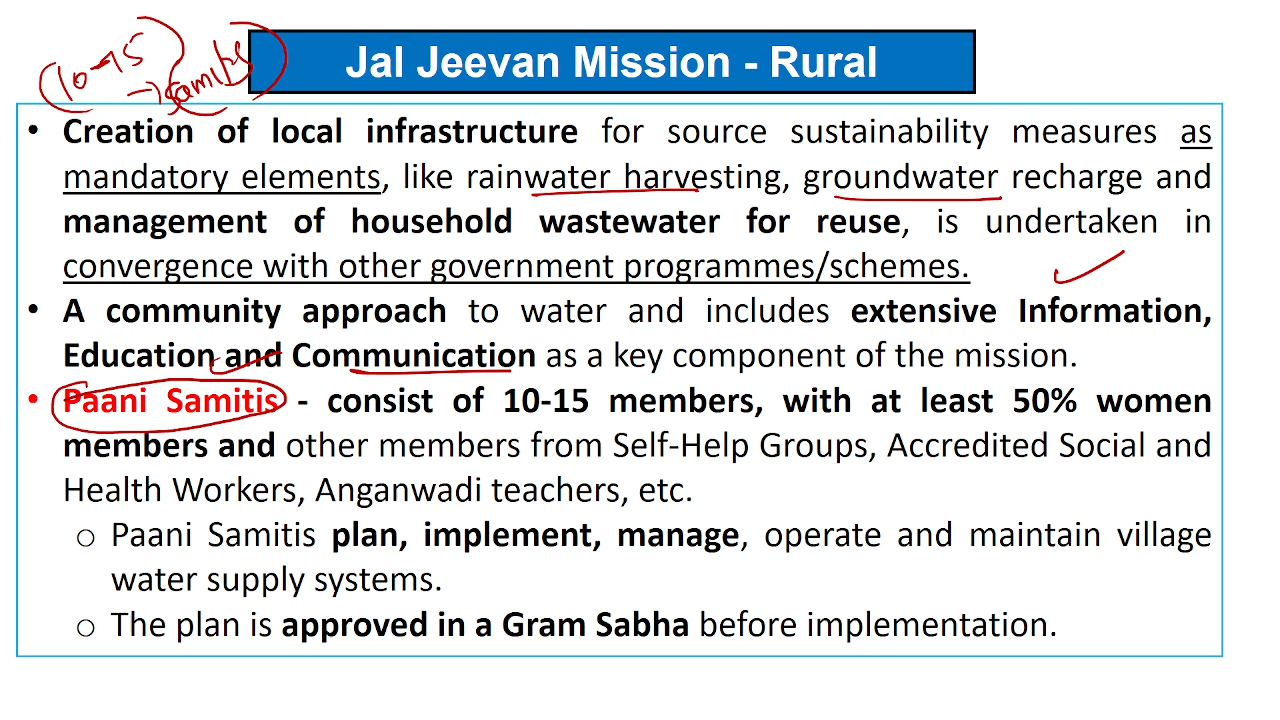 10-15
Jal Jeevan Mission - Rural
• Creation of local infrastructure for source sustainability measures as
mandatory elements, like rainwater harvesting, groundwater recharge and
management of household wastewater for reuse, is undertaken in
convergence with other government programmes/schemes.
• A community approach to water and includes extensive Information,
Education and Communication as a key component of the mission.
• Paani Samitis - consist of 10-15 members, with at least 50% women
members and other members from Self-Help Groups, Accredited Social and
Health Workers, Anganwadi teachers, etc.
o Paani Samitis plan, implement, manage, operate and maintain village
water supply systems.
o The plan is approved in a Gram Sabha before implementation.